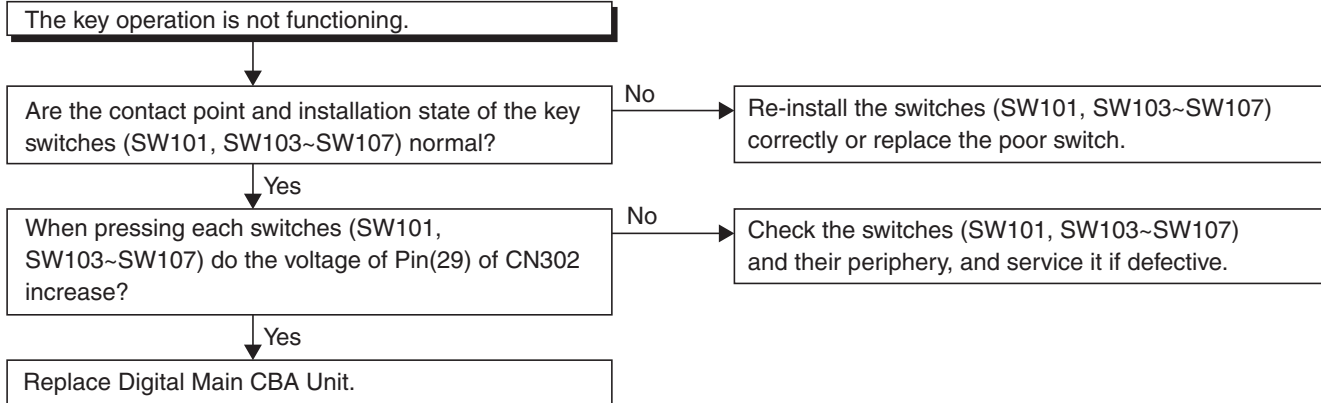 The key operation is not functioning.
Are the contact point and installation state of the key
switches (SW101, SW103~SW107) normal?
No
Re-install the switches (SW101, SW103~SW107)
correctly or replace the poor switch.
Yes
When pressing each switches (SW101,
SW103~SW107) do the voltage of Pin(29) of CN302
increase?
No
Check the switches (SW101, SW103~SW107)
and their periphery, and service it if defective.
Yes
Replace Digital Main CBA Unit.